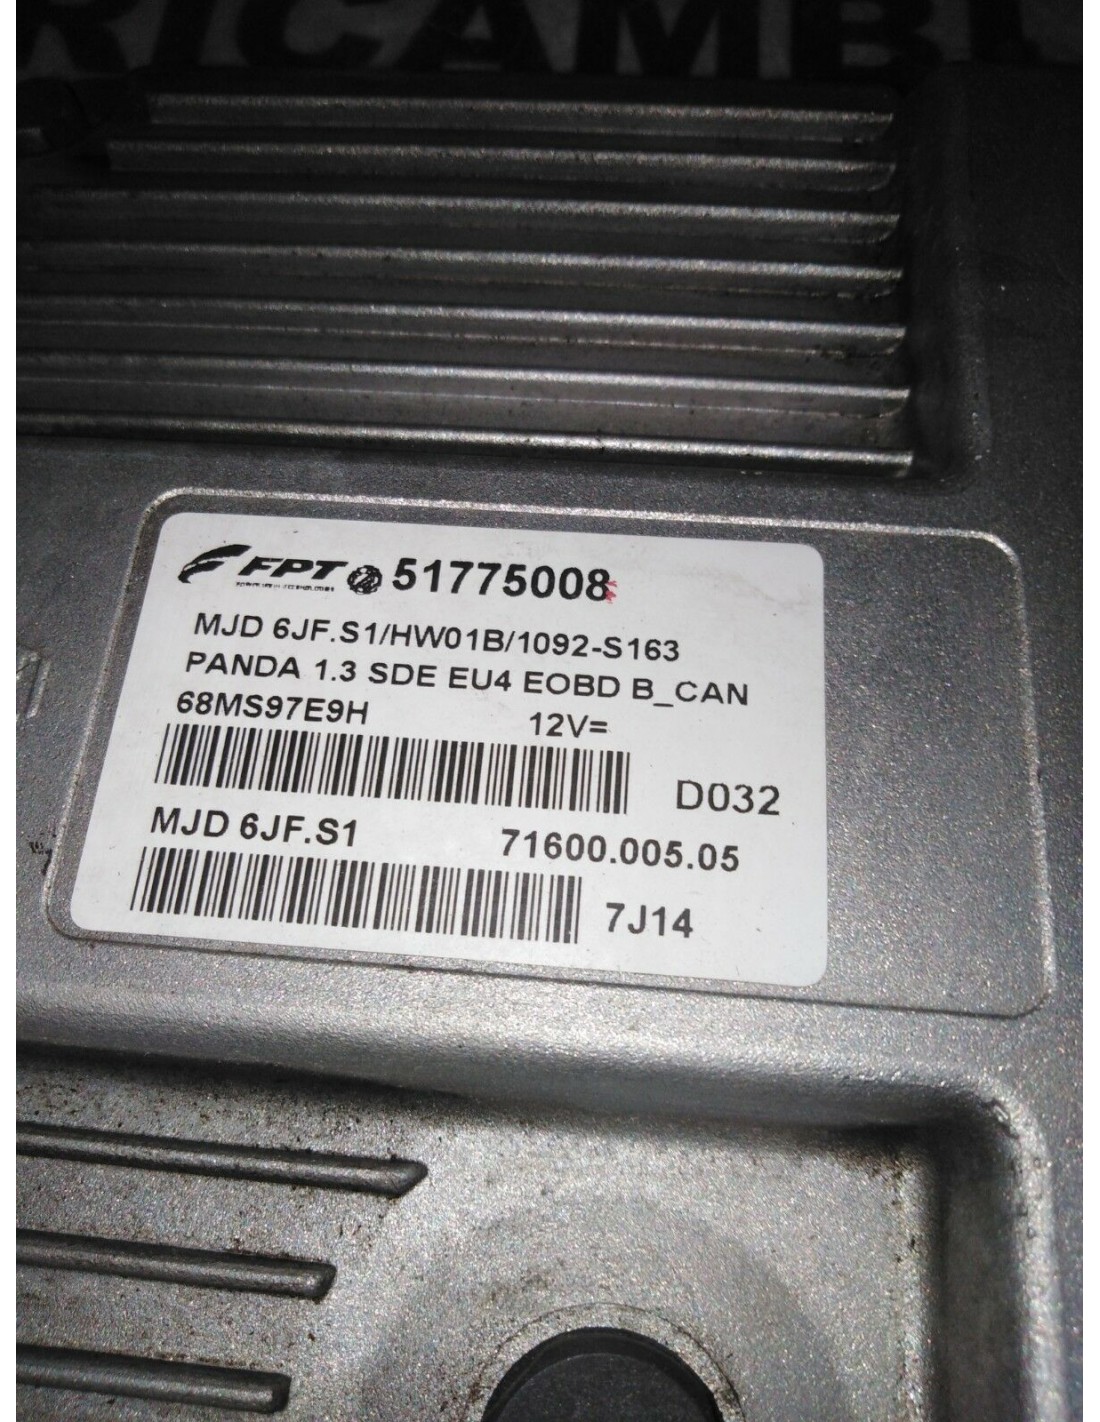 RICAMBI
FPT 51775008
MJD 6JF.S1/HW01B/1092-S163
PANDA 1.3 SDE EU4 EOBD B_CAN
68MS97E9H 12V=
D032
MJD 6JF.S1 71600.005.05
7J14